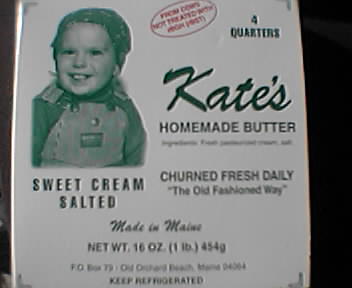 FROM COWS
NOT TREATED WITH
BGH (RBST)
4
QUARTERS
Kate's
HOMEMADE BUTTER
Ingredients: Fresh pasteurized cream, salt.
SWEET CREAM
SALTED
CHURNED FRESH DAILY
"The Old Fashioned Way"
Made in Maine
NET WT. 16 OZ. (1 lb.) 454g
P.O. Box 79 · Old Orchard Beach, Maine 04064
KEEP REFRIGERATED